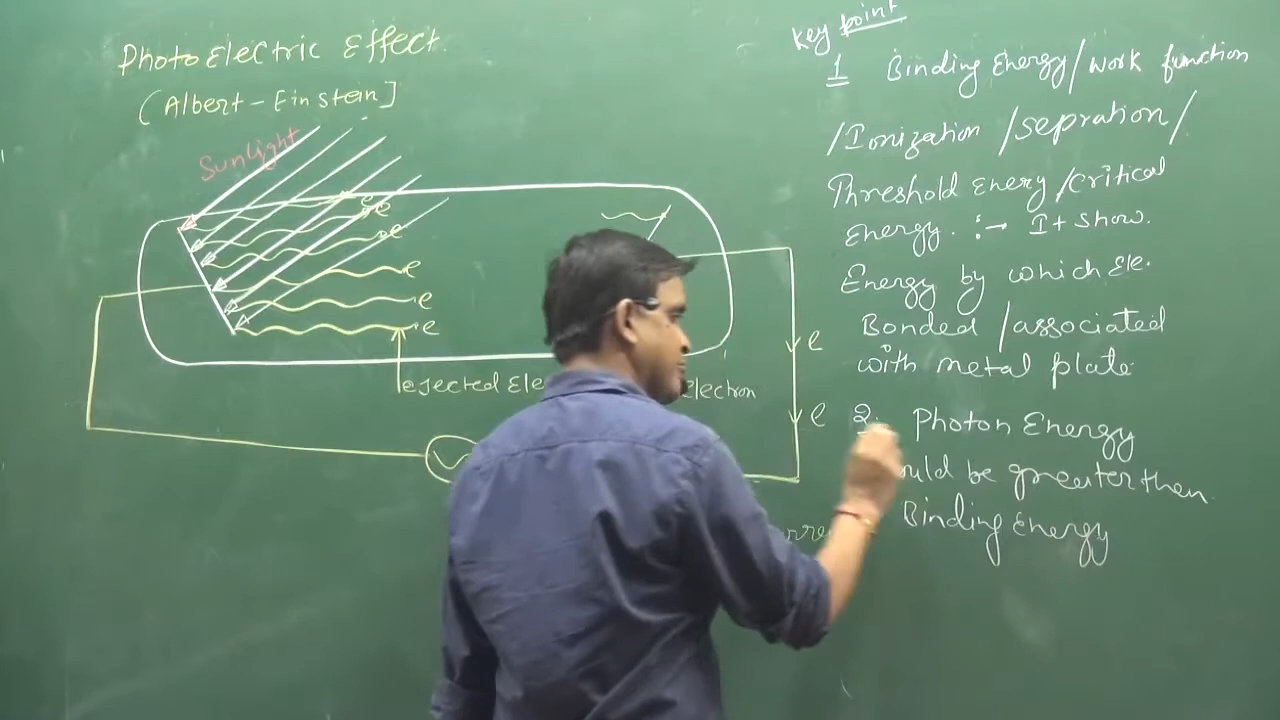 Photo Electric Effect.
(Albert-Einstein]
Sunlight
e
e
e
e
e
e
ejected Ele
Electron
e
e
Key point
1 Binding Energy/work function
/Ionization /sepration/
Threshold Enery/critical
Energy. :→ It show.
Energy by which Ele.
Bonded /associated
with metal plate
2. Photon Energy
uld be greater then
Binding Energy